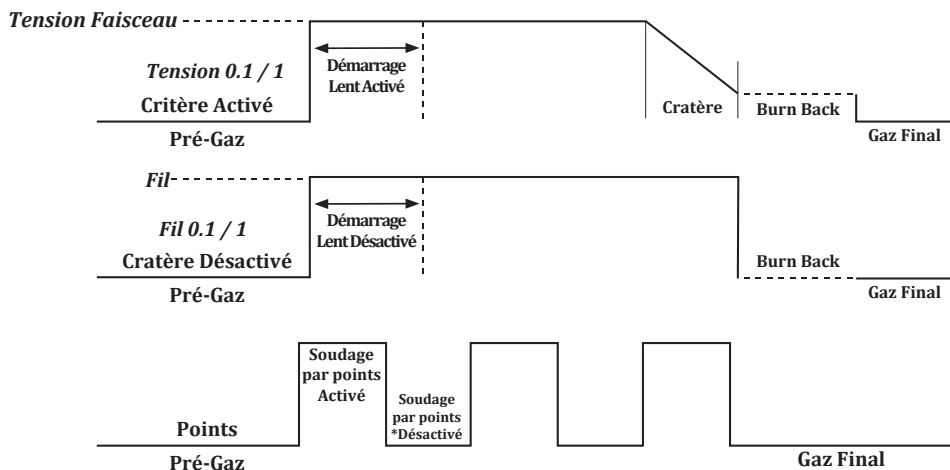 Tension Faisceau
Démarrage
Lent Activé
Tension 0.1 / 1
Critère Activé
Cratère
Burn Back
Pré-Gaz
Gaz Final
Fil
Démarrage
Lent Désactivé
Fil 0.1 / 1
Cratère Désactivé
Burn Back
Pré-Gaz
Gaz Final
Soudage
par points
Activé
Soudage
par points
*Désactivé
Points
Pré-Gaz
Gaz Final